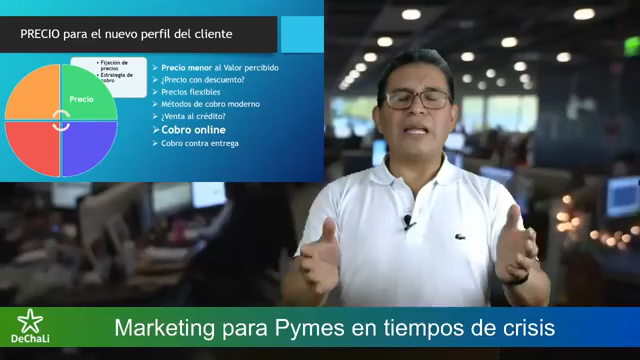 PRECIO para el nuevo perfil del cliente
• Fijación de
precios
• Estrategia de
cobro
Precio
➢ Precio menor al Valor percibido
➢ ¿Precio con descuento?
➢ Precios flexibles
➢ Métodos de cobro moderno
➢ ¿Venta al crédito?
➢ Cobro online
➢ Cobro contra entrega
DeChaLi
Marketing para Pymes en tiempos de crisis